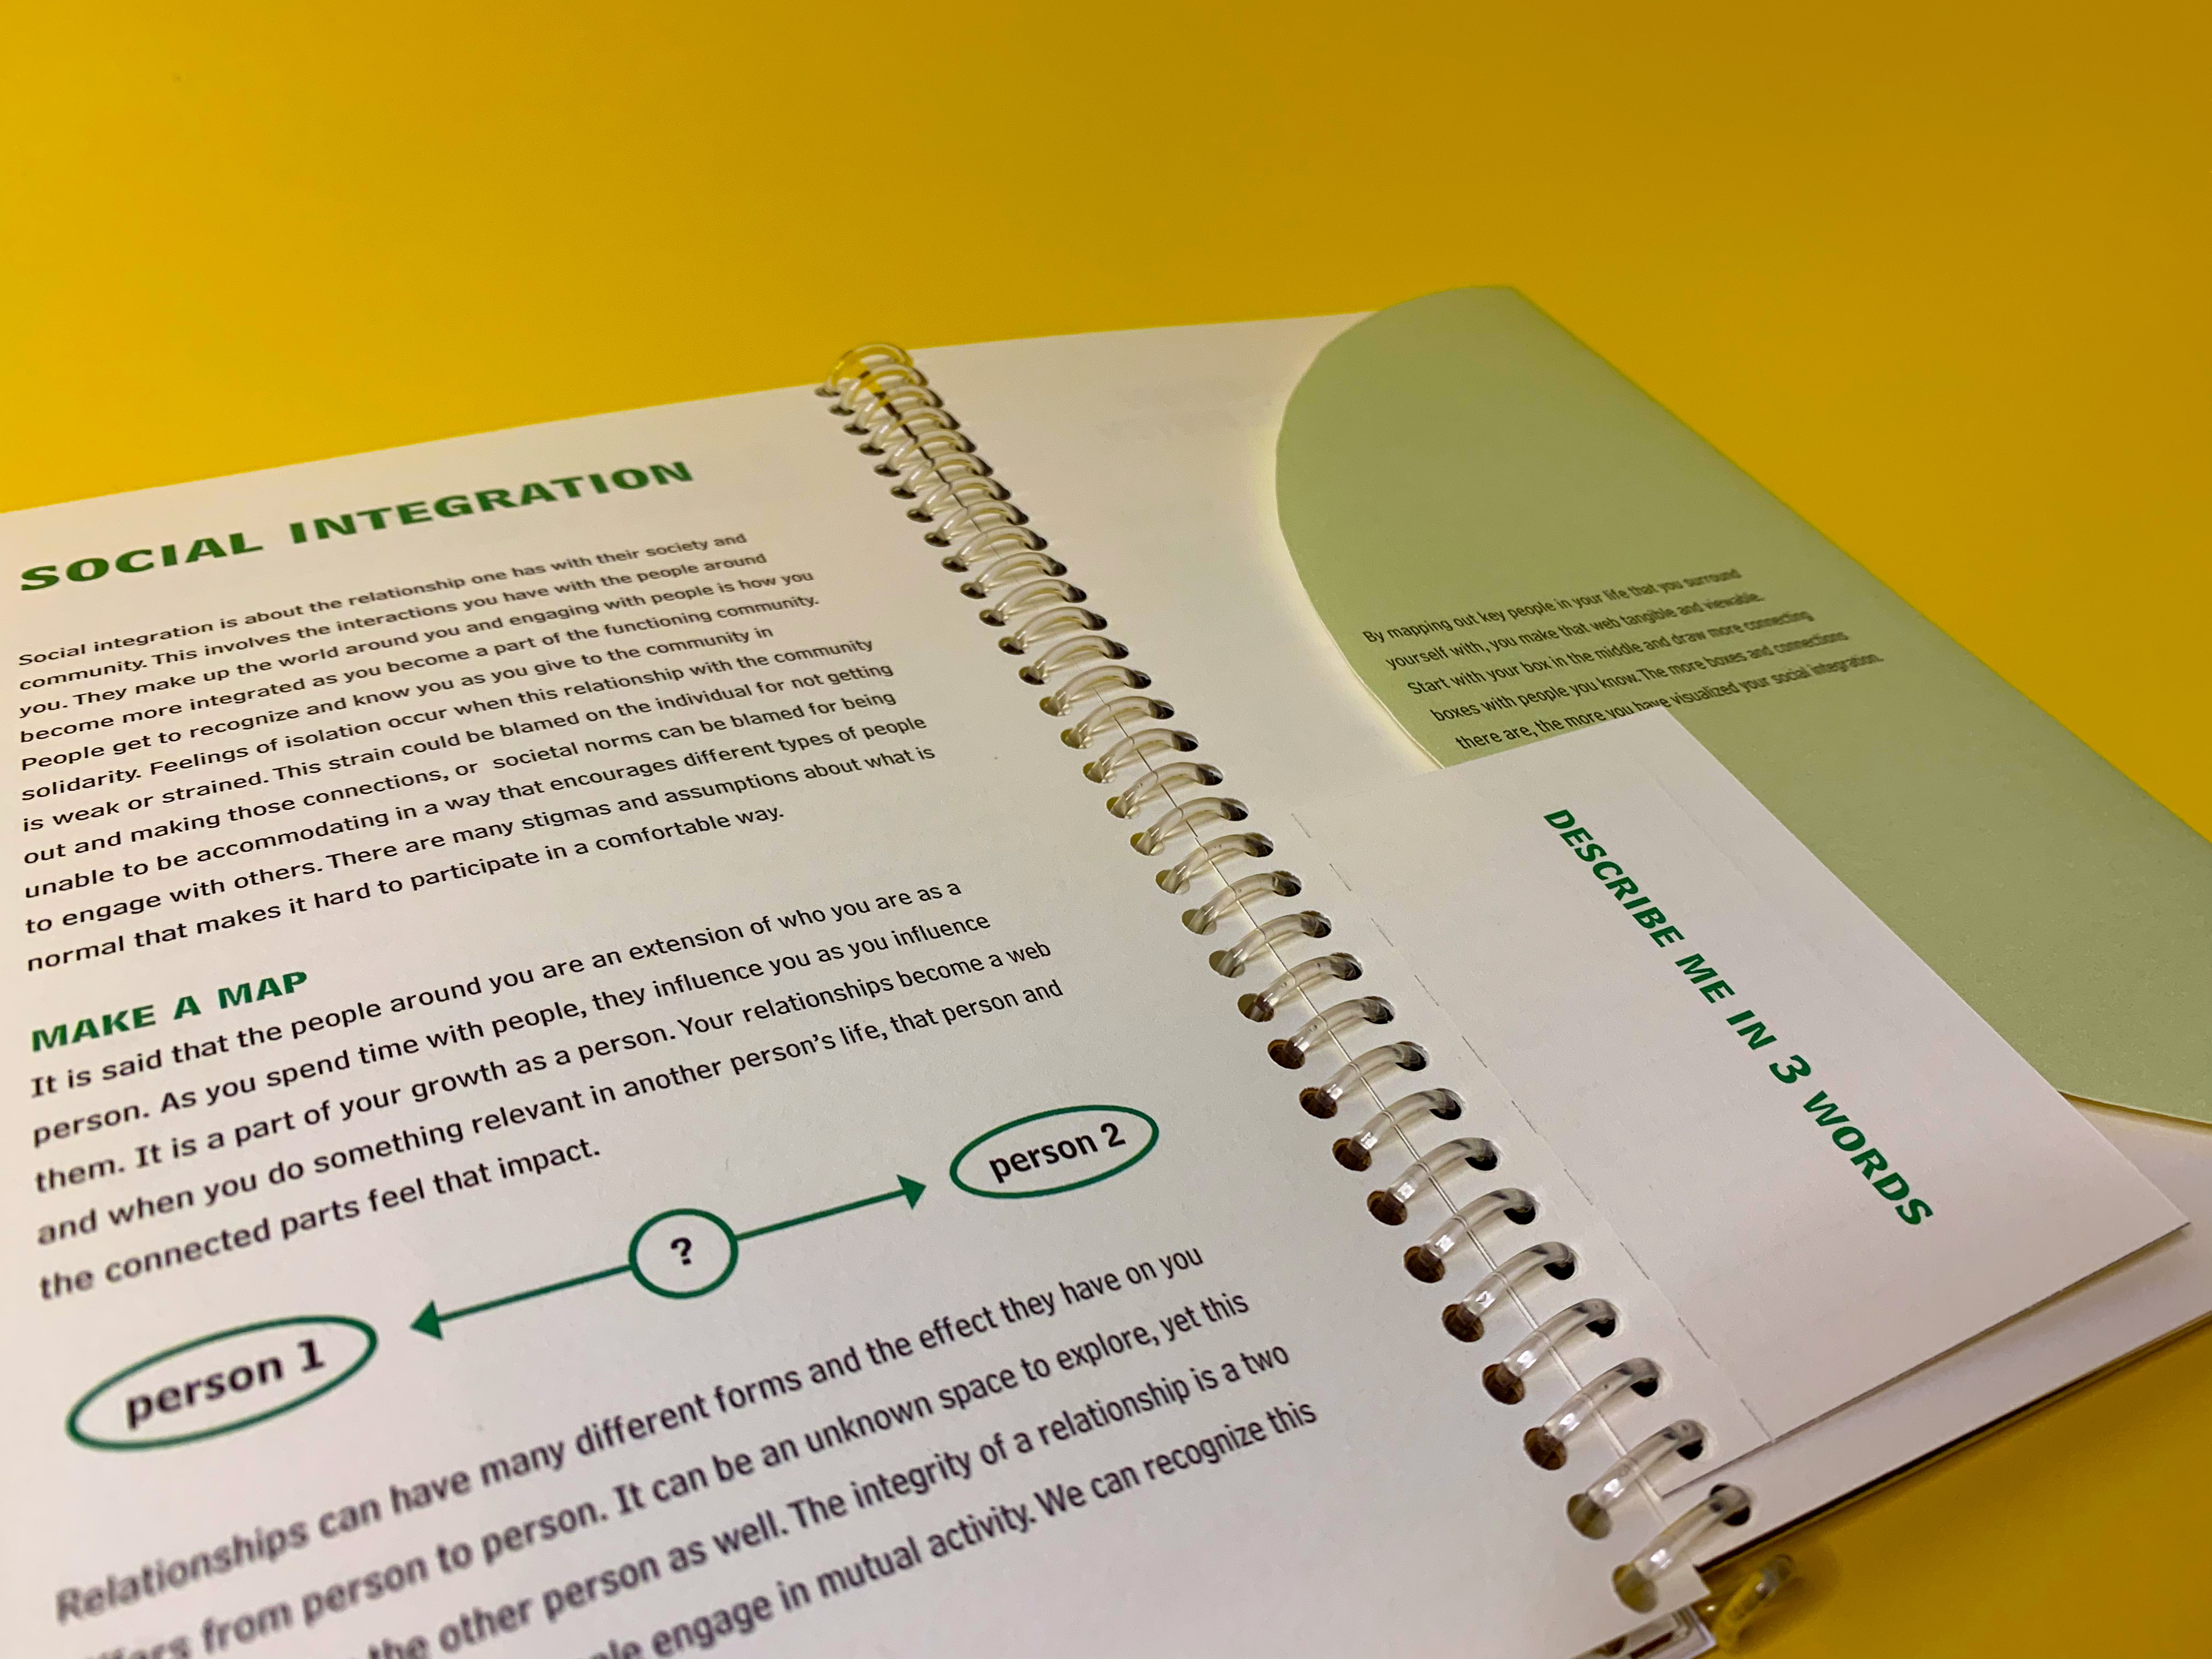 SOCIAL INTEGRATION
Social integration is about the relationship one has with their society and
community. This involves the interactions you have with the people around
you. They make up the world around you and engaging with people is how you
become more integrated as you become a part of the functioning community.
People get to recognize and know you as you give to the community in
solidarity. Feelings of isolation occur when this relationship with the community
is weak or strained. This strain could be blamed on the individual for not getting
out and making those connections, or societal norms can be blamed for being
unable to be accommodating in a way that encourages different types of people
to engage with others. There are many stigmas and assumptions about what is
normal that makes it hard to participate in a comfortable way.
MAKE A MAP
It is said that the people around you are an extension of who you are as a
person. As you spend time with people, they influence you as you influence
them. It is a part of your growth as a person. Your relationships become a web
and when you do something relevant in another person's life, that person and
the connected parts feel that impact.
person 1
?
person 2
Relationships can have many different forms and the effect they have on you
from person to person. It can be an unknown space to explore, yet this
the other person as well. The integrity of a relationship is a two
engage in mutual activity. We can recognize this
By mapping out key people in your life that you surround
yourself with, you make that web tangible and viewable.
Start with your box in the middle and draw more connecting
boxes with people you know. The more boxes and connections
there are, the more you have visualized your social integration.
DESCRIBE ME IN 3 WORDS